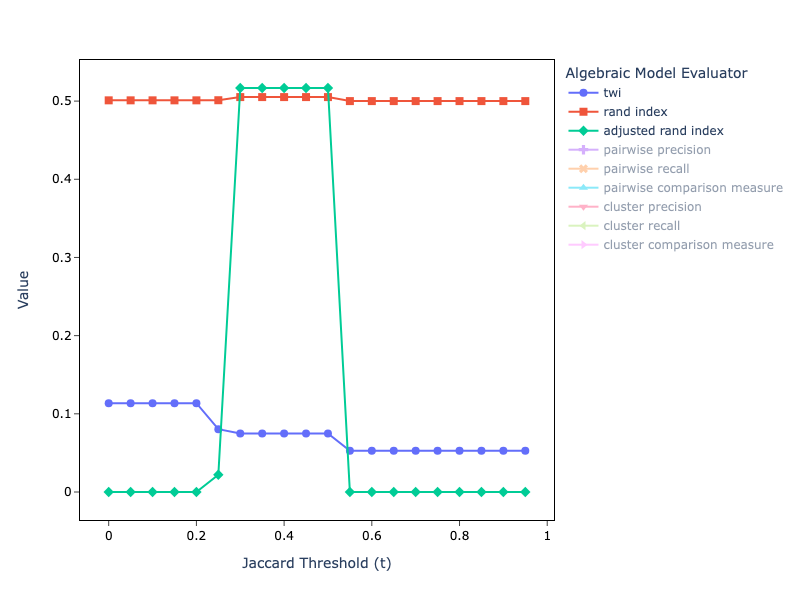 Algebraic Model Evaluator
twi
rand index
adjusted rand index
pairwise precision
pairwise recall
pairwise comparison measure
cluster precision
cluster recall
cluster comparison measure
Value
0.5
0.4
0.3
0.2
0.1
0
0 0.2 0.4 0.6 0.8 1
Jaccard Threshold (t)